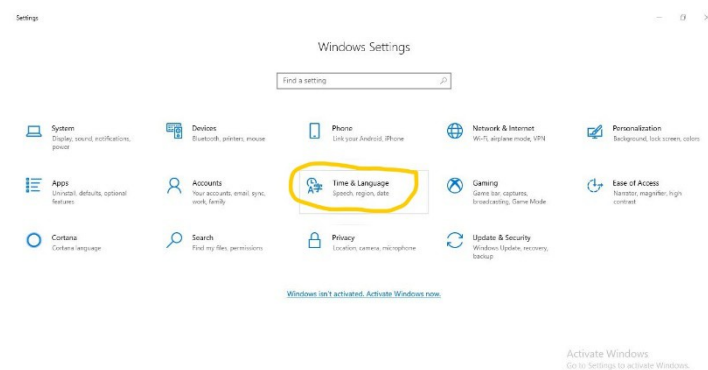 Settings
Windows Settings
Find a setting
System
Display, sound, notifications,
power
Devices
Bluetooth, printers, mouse
Phone
Link your Android, iPhone
Network & Internet
Wi-Fi, airplane mode, VPN
Personalization
Background, lock screen, colors
Apps
Uninstall, defaults, optional
features
Accounts
Your accounts, email, sync,
work, family
Time & Language
Speech, region, date
Gaming
Game bar, captures,
broadcasting, Game Mode
Ease of Access
Narrator, magnifier, high
contrast
Cortana
Cortana language
Search
Find my files, permissions
Privacy
Location, camera, microphone
Update & Security
Windows Update, recovery,
backup
Windows isn't activated. Activate Windows now.
Activate Windows
Go to Settings to activate Windows.